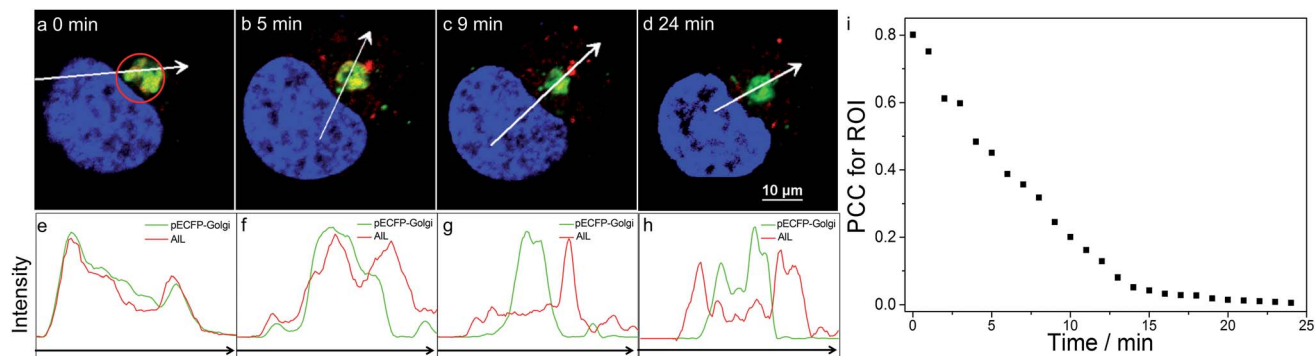 a 0 min
b 5 min
c 9 min
d 24 min
10 μm
e
pECFP-Golgi
AIL
f
pECFP-Golgi
AIL
g
pECFP-Golgi
AIL
h
pECFP-Golgi
AIL
Intensity
i
PCC for ROI
0.8
0.6
0.4
0.2
0.0
0 5 10 15 20 25
Time / min